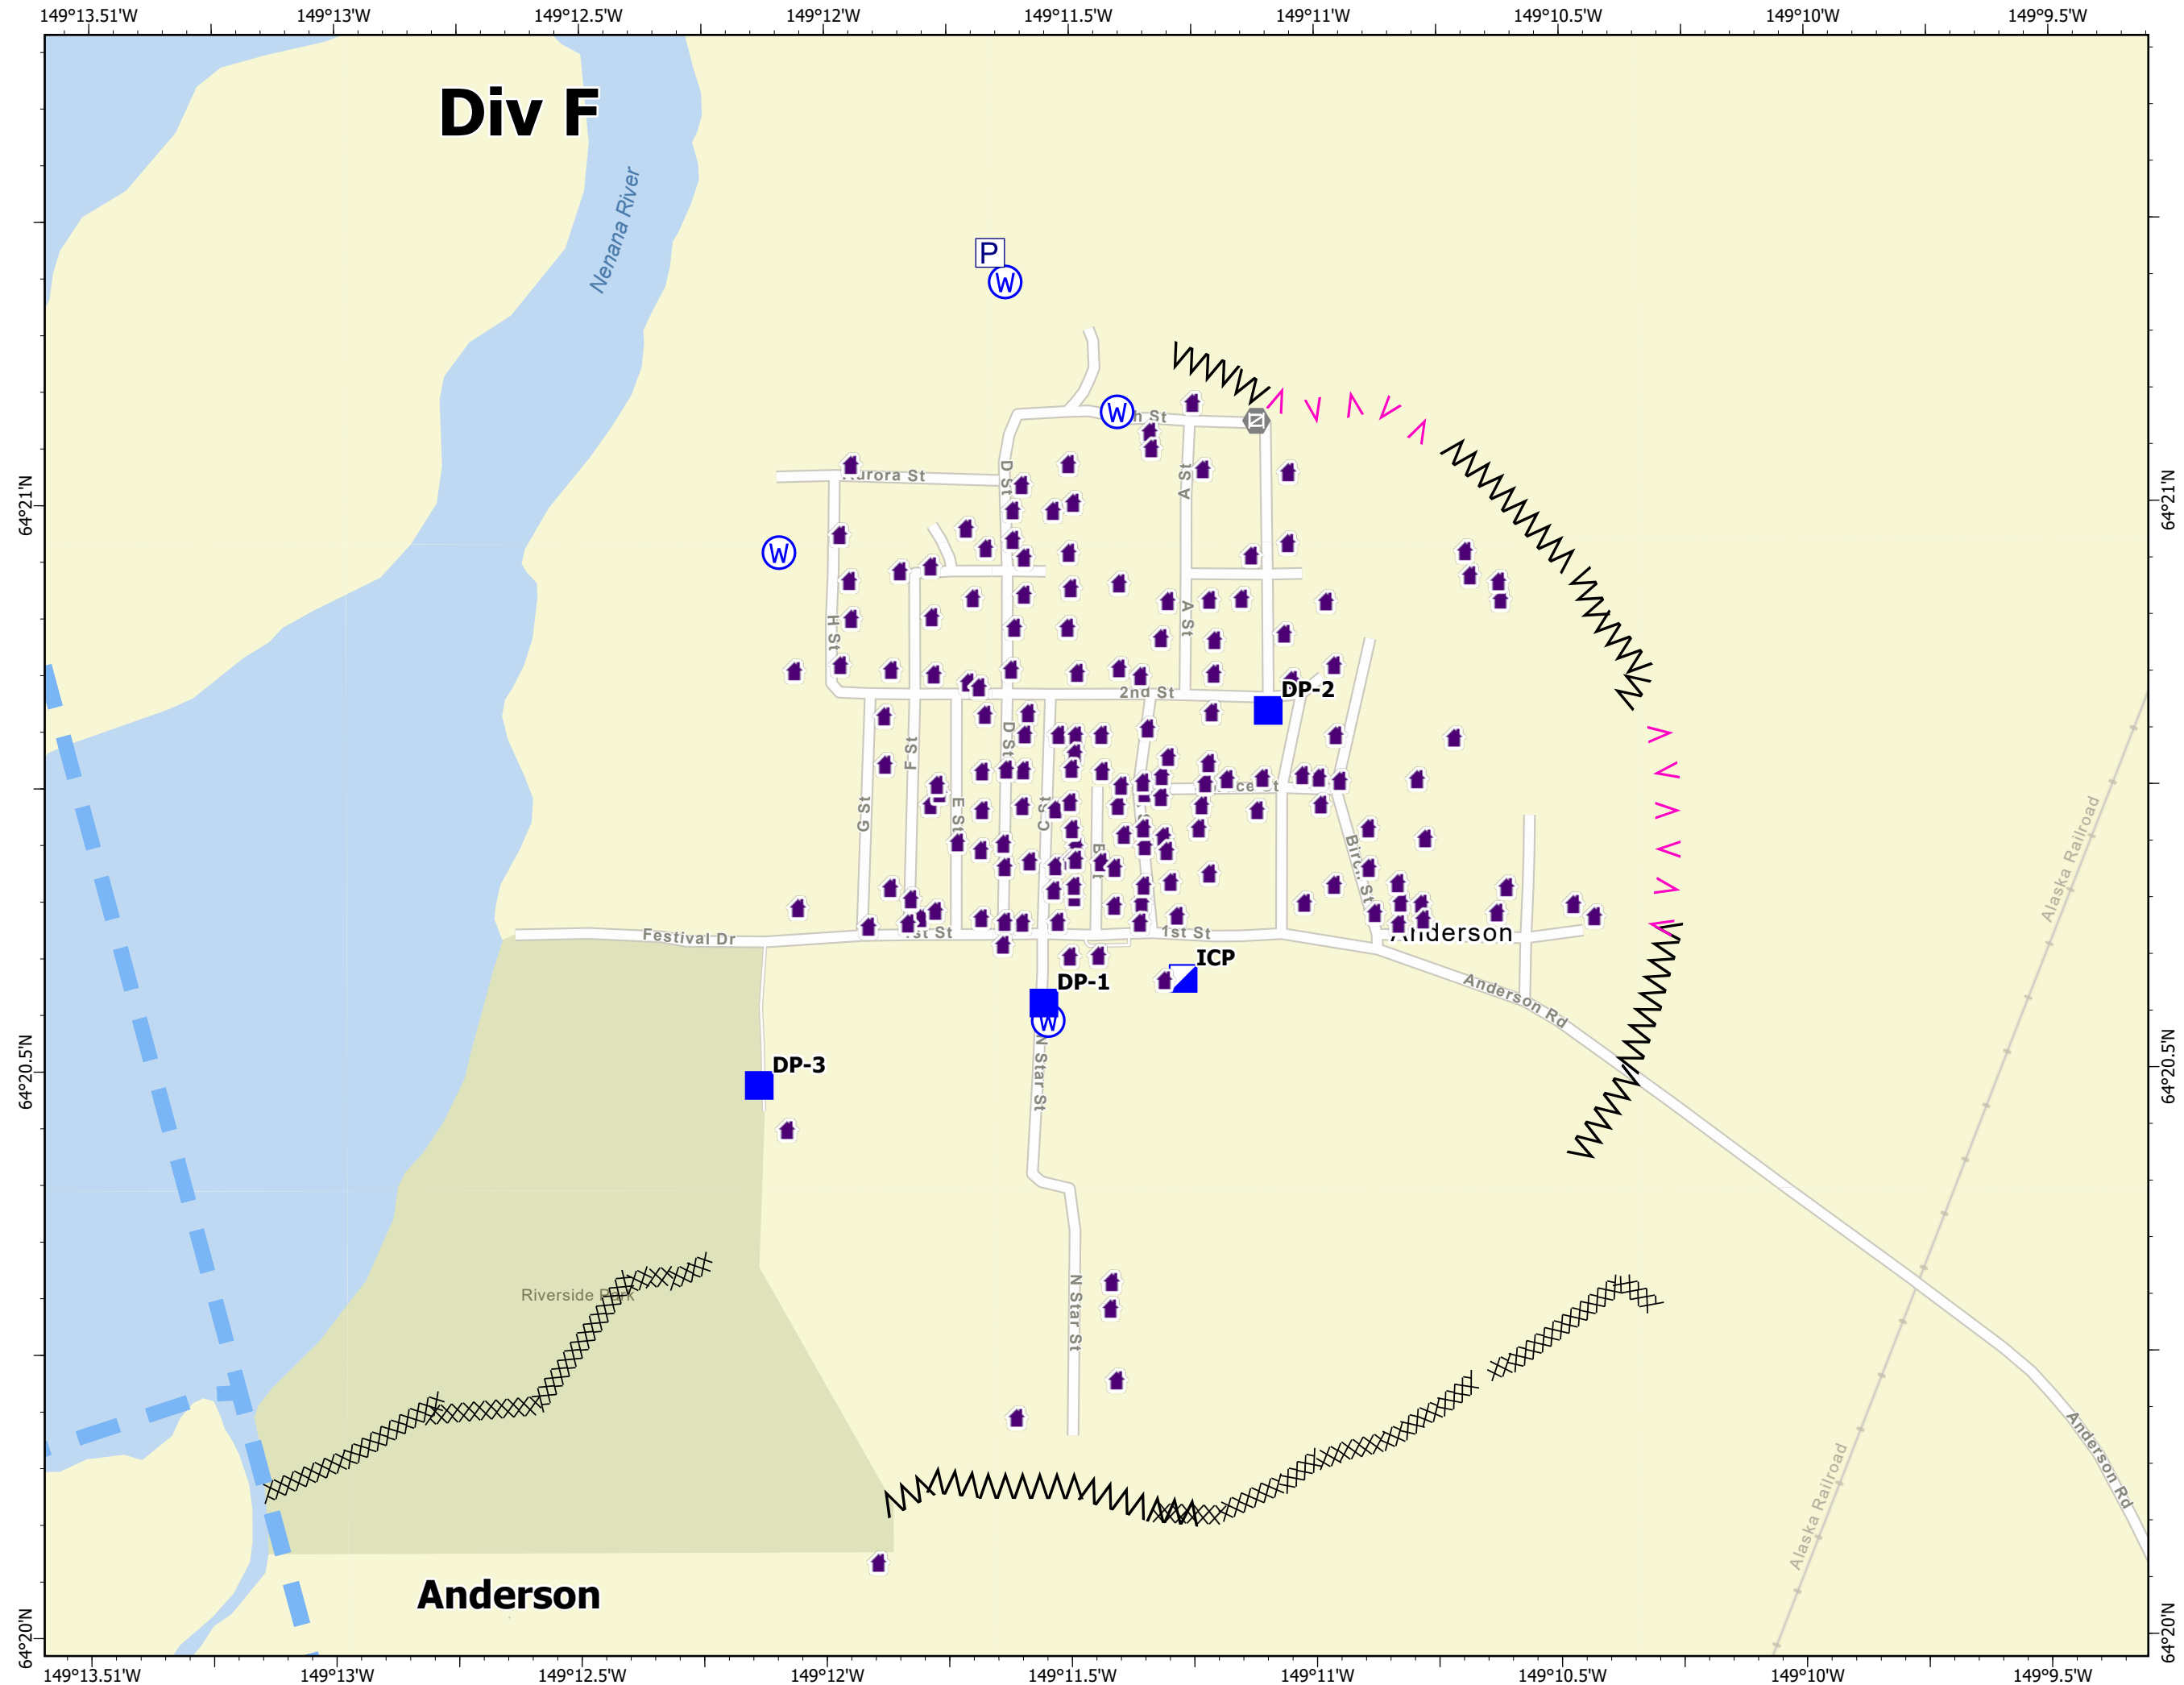 149°13.51'W 149°13'W 149°12.5'W 149°12'W 149°11.5'W 149°11'W 149°10.5'W 149°10'W 149°9.5'W
Div F
Nenana River
P
W
W
h St
Aurora St
D St
A St
64°21'N
64°21'N
W
H St
A St
2nd St
DP-2
F St
D St
G St
E St
C St
Birch St
Alaska Railroad
Festival Dr
1st St
1st St
Anderson
ICP
DP-1
W
Anderson Rd
64°20.5'N
64°20.5'N
DP-3
N Star St
Riverside Park
N Star St
Anderson Rd
Alaska Railroad
Anderson
64°20'N
64°20'N
149°13.51'W 149°13'W 149°12.5'W 149°12'W 149°11.5'W 149°11'W 149°10.5'W 149°10'W 149°9.5'W